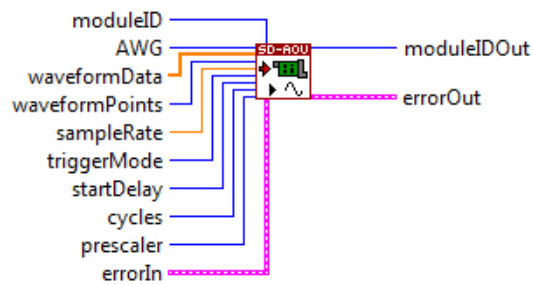 moduleID
AWG
waveformData
waveformPoints
sampleRate
triggerMode
startDelay
cycles
prescaler
errorIn
SD-AOU
moduleIDOut
errorOut